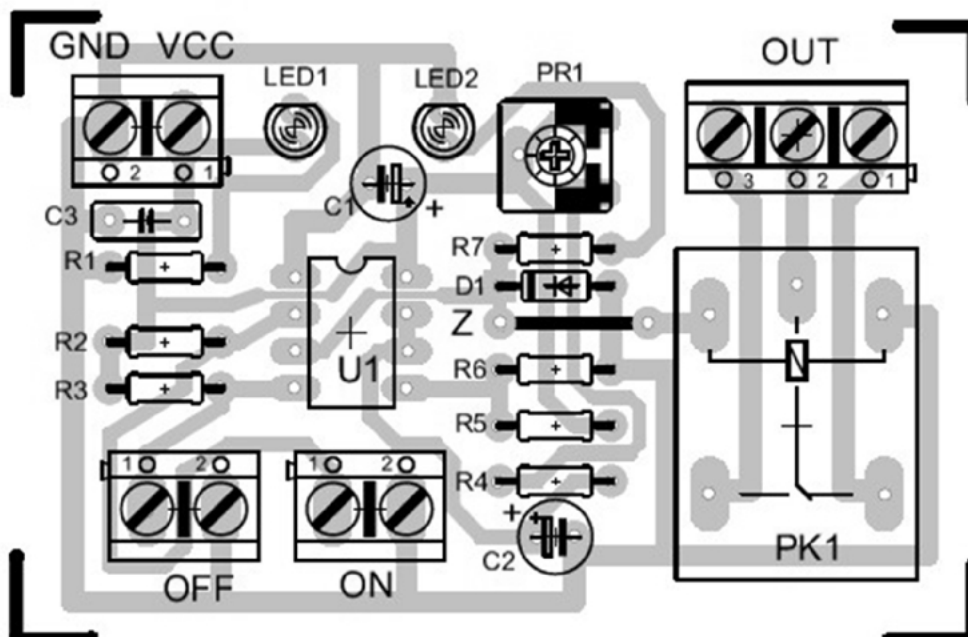 GND VCC
OUT
LED1
LED2
PR1
2 1
3 2 1
C1
+
C3
R1
R7
D1
Z
R2
U1
R3
R6
R5
1 2
1 2
R4
+
C2
PK1
OFF
ON